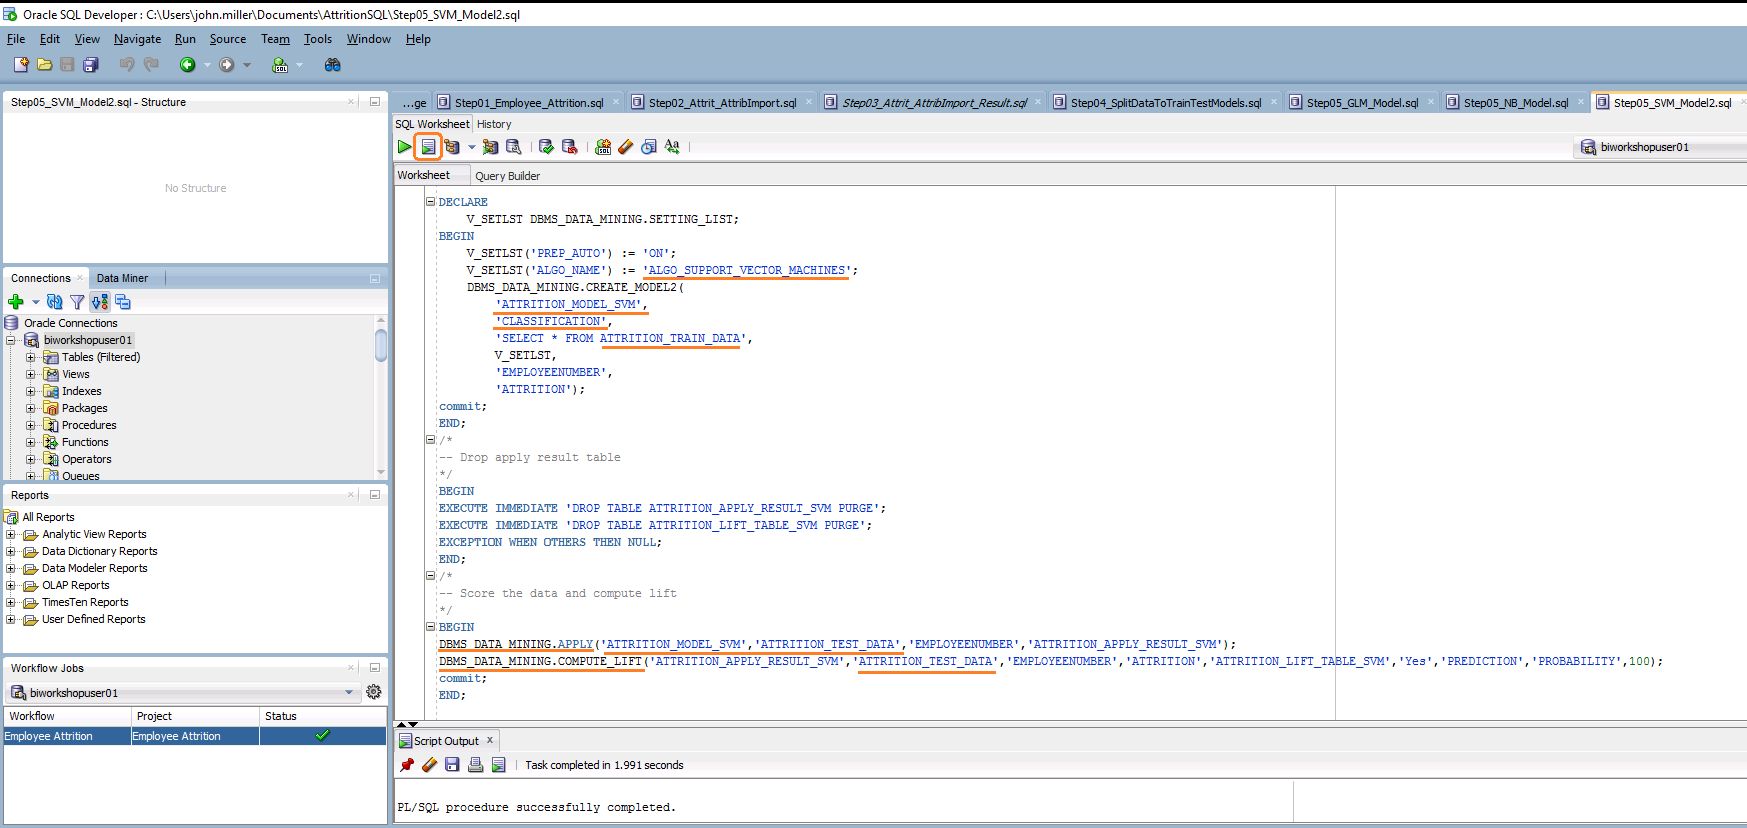 Oracle SQL Developer : C:\Users\john.miller\Documents\AttritionSQL\Step05_SVM_Model2.sql
File Edit View Navigate Run Source Team Tools Window Help
Step05_SVM_Model2.sql - Structure
No Structure
Connections Data Miner
Oracle Connections
biworkshopuser01
Tables (Filtered)
Views
Indexes
Packages
Procedures
Functions
Operators
Queues
Reports
All Reports
Analytic View Reports
Data Dictionary Reports
Data Modeler Reports
OLAP Reports
TimesTen Reports
User Defined Reports
Workflow Jobs
biworkshopuser01
Workflow Project Status
Employee Attrition Employee Attrition
...ge Step01_Employee_Attrition.sql Step02_Attrit_AttribImport.sql Step03_Attrit_AttribImport_Result.sql Step04_SplitDataToTrainTestModels.sql Step05_GLM_Model.sql Step05_NB_Model.sql Step05_SVM_Model2.sql
SQL Worksheet History
SQL Aa biworkshopuser01
Worksheet Query Builder
DECLARE
V_SETLST DBMS_DATA_MINING.SETTING_LIST;
BEGIN
V_SETLST('PREP_AUTO') := 'ON';
V_SETLST('ALGO_NAME') := 'ALGO_SUPPORT_VECTOR_MACHINES';
DBMS_DATA_MINING.CREATE_MODEL2(
'ATTRITION_MODEL_SVM',
'CLASSIFICATION',
'SELECT * FROM ATTRITION_TRAIN_DATA',
V_SETLST,
'EMPLOYEENUMBER',
'ATTRITION');
commit;
END;
/*
-- Drop apply result table
*/
BEGIN
EXECUTE IMMEDIATE 'DROP TABLE ATTRITION_APPLY_RESULT_SVM PURGE';
EXECUTE IMMEDIATE 'DROP TABLE ATTRITION_LIFT_TABLE_SVM PURGE';
EXCEPTION WHEN OTHERS THEN NULL;
END;
/*
-- Score the data and compute lift
*/
BEGIN
DBMS_DATA_MINING.APPLY('ATTRITION_MODEL_SVM','ATTRITION_TEST_DATA','EMPLOYEENUMBER','ATTRITION_APPLY_RESULT_SVM');
DBMS_DATA_MINING.COMPUTE_LIFT('ATTRITION_APPLY_RESULT_SVM','ATTRITION_TEST_DATA','EMPLOYEENUMBER','ATTRITION','ATTRITION_LIFT_TABLE_SVM','Yes','PREDICTION','PROBABILITY',100);
commit;
END;
Script Output
Task completed in 1.991 seconds
PL/SQL procedure successfully completed.